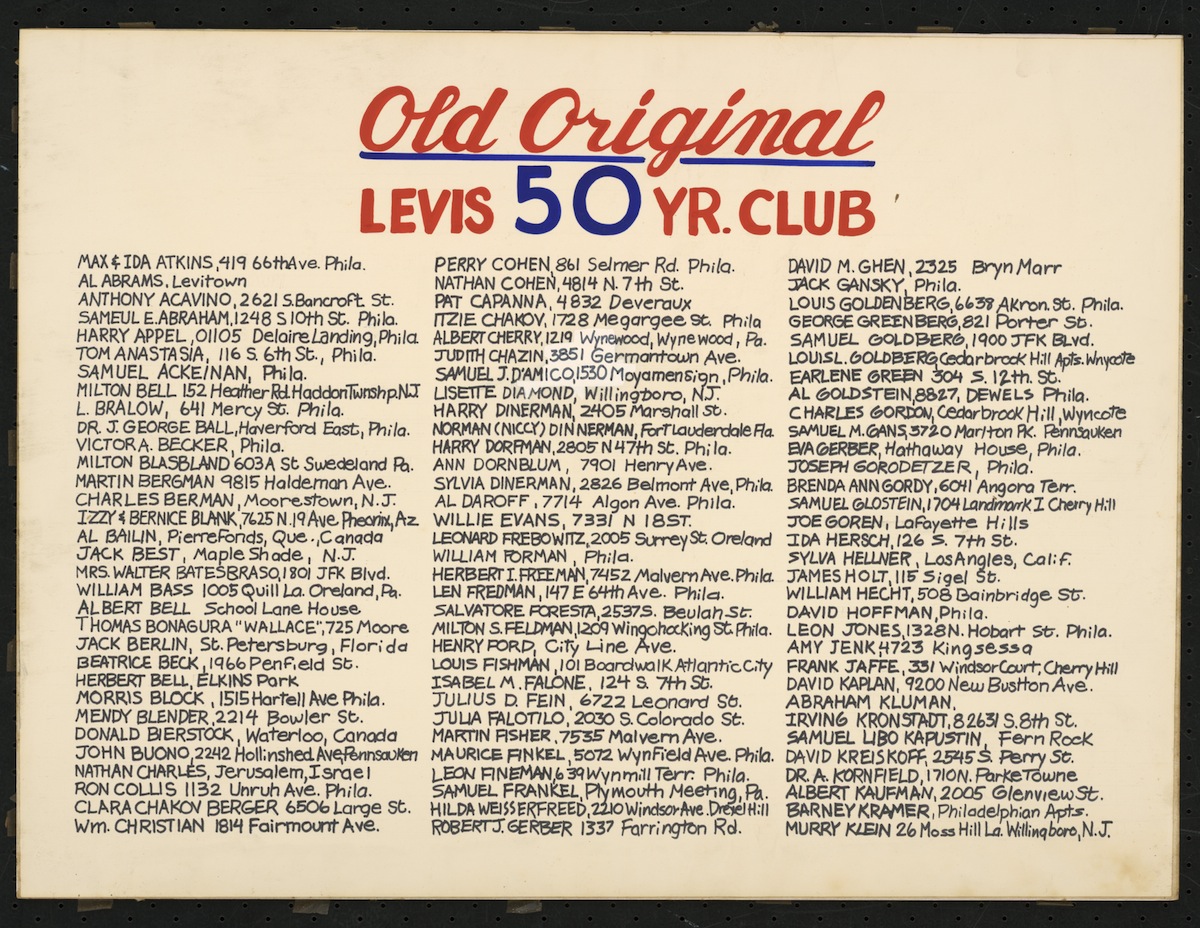 Old Original
LEVIS 50 YR. CLUB
MAX & IDA ATKINS, 419 66th Ave. Phila.
AL ABRAMS. Levitown
ANTHONY ACAVINO, 2621 S. Bancroft St.
SAMEUL E. ABRAHAM, 1248 S 10th St. Phila.
HARRY APPEL, 01105 Delaire Landing, Phila.
TOM ANASTASIA, 116 S. 6th St., Phila.
SAMUEL ACKEINAN, Phila.
MILTON BELL 152 Heather Rd. Haddon Twnshp. N.J.
L. BRALOW, 641 Mercy St. Phila.
DR. J. GEORGE BALL, Haverford East, Phila.
VICTOR A. BECKER, Phila.
MILTON BLASBLAND 603A St Swedeland Pa.
MARTIN BERGMAN 9815 Haldeman Ave.
CHARLES BERMAN, Moorestown, N.J.
IZZY & BERNICE BLANK, 7625 N. 19 Ave. Pheorinx, Az
AL BAILIN, Pierrefonds, Que., Canada
JACK BEST, Maple Shade, N.J.
MRS. WALTER BATESBRASO, 1801 JFK Blvd.
WILLIAM BASS 1005 Quill La. Oreland, Pa.
ALBERT BELL School Lane House
THOMAS BONAGURA "WALLACE", 725 Moore
JACK BERLIN, St. Petersburg, Florida
BEATRICE BECK, 1966 Penfield St.
HERBERT BELL, ELKINS Park
MORRIS BLOCK, 1515 Hartell Ave Phila.
MENDY BLENDER, 2214 Bowler St.
DONALD BIERSTOCK, Waterloo, Canada
JOHN BUONO, 2242 Hollinshed Ave, Pennsauken
NATHAN CHARLES, Jerusalem, Israel
RON COLLIS 1132 Unruh Ave. Phila.
CLARA CHAKOV BERGER 6506 Large St.
Wm. CHRISTIAN 1814 Fairmount Ave.
PERRY COHEN, 861 Selmer Rd. Phila.
NATHAN COHEN, 4814 N. 7th St.
PAT CAPANNA, 4832 Deveraux
ITZIE CHAKOV, 1728 Megargee St. Phila
ALBERT CHERRY, 1219 Wynewood, Wynewood, Pa.
JUDITH CHAZIN, 3851 Germantown Ave.
SAMUEL J. D'AMICO, 1530 Moyamensign, Phila.
LISETTE DIAMOND, Willingboro, N.J.
HARRY DINERMAN, 2405 Marshall St.
NORMAN (NICCY) DINNERMAN, Fort Lauderdale Fla.
HARRY DORFMAN, 2805 N 47th St. Phila.
ANN DORNBLUM, 7901 Henry Ave.
SYLVIA DINERMAN, 2826 Belmont Ave, Phila.
AL DAROFF, 7714 Algon Ave. Phila.
WILLIE EVANS, 7331 N 18 ST.
LEONARD FREBOWITZ, 2005 Surrey St. Oreland
WILLIAM FORMAN, Phila.
HERBERT I. FREEMAN, 7452 Malvern Ave. Phila.
LEN FREDMAN, 147 E 64th Ave. Phila.
SALVATORE FORESTA, 2537 S. Beulah St.
MILTON S. FELDMAN, 1209 Wingohocking St. Phila.
HENRY FORD, City Line Ave.
LOUIS FISHMAN, 101 Boardwalk Atlantic City
ISABEL M. FALONE, 124 S. 7th St.
JULIUS D. FEIN, 6722 Leonard St.
JULIA FALOTILO, 2030 S. Colorado St.
MARTIN FISHER, 7535 Malvern Ave.
MAURICE FINKEL, 5072 Wynfield Ave. Phila.
LEON FINEMAN, 639 Wynmill Terr. Phila.
SAMUEL FRANKEL, Plymouth Meeting, Pa.
HILDA WEISSERFREED, 2210 Windsor Ave. Drexel Hill
ROBERT J. GERBER 1337 Farrington Rd.
DAVID M. GHEN, 2325 Bryn Marr
JACK GANSKY, Phila.
LOUIS GOLDENBERG, 6638 Akron. St. Phila.
GEORGE GREENBERG, 821 Porter St.
SAMUEL GOLDBERG, 1900 JFK Blvd.
LOUIS L. GOLDBERG, Cedarbrook Hill Apts. Wnycote
EARLENE GREEN 304 S. 12th. St.
AL GOLDSTEIN, 8827, DEWELS Phila.
CHARLES GORDON, Cedarbrook Hill, Wyncote
SAMUEL M. GANS, 3720 Marlton Pk. Pennsauken
EVA GERBER, Hathaway House, Phila.
JOSEPH GORODETZER, Phila.
BRENDA ANN GORDY, 6041 Angora Terr.
SAMUEL GLOSTEIN, 1704 Landmark I Cherry Hill
JOE GOREN, LaFayette Hills
IDA HERSCH, 126 S. 7th St.
SYLVA HELLNER, LosAngles, Calif.
JAMES HOLT, 115 Sigel St.
WILLIAM HECHT, 508 Bainbridge St.
DAVID HOFFMAN, Phila.
LEON JONES, 1328 N. Hobart St. Phila.
AMY JENK, 4723 Kingsessa
FRANK JAFFE, 331 Windsor Court, Cherry Hill
DAVID KAPLAN, 9200 New Bustton Ave.
ABRAHAM KLUMAN,
IRVING KRONSTADT, 82631 S. 8th St.
SAMUEL LIBO KAPUSTIN, Fern Rock
DAVID KREISKOFF, 2545 S. Perry St.
DR. A. KORNFIELD, 1710 N. Parke Towne
ALBERT KAUFMAN, 2005 Glenview St.
BARNEY KRAMER, Philadelphian Apts.
MURRY KLEIN 26 Moss Hill La. Willingboro, N.J.